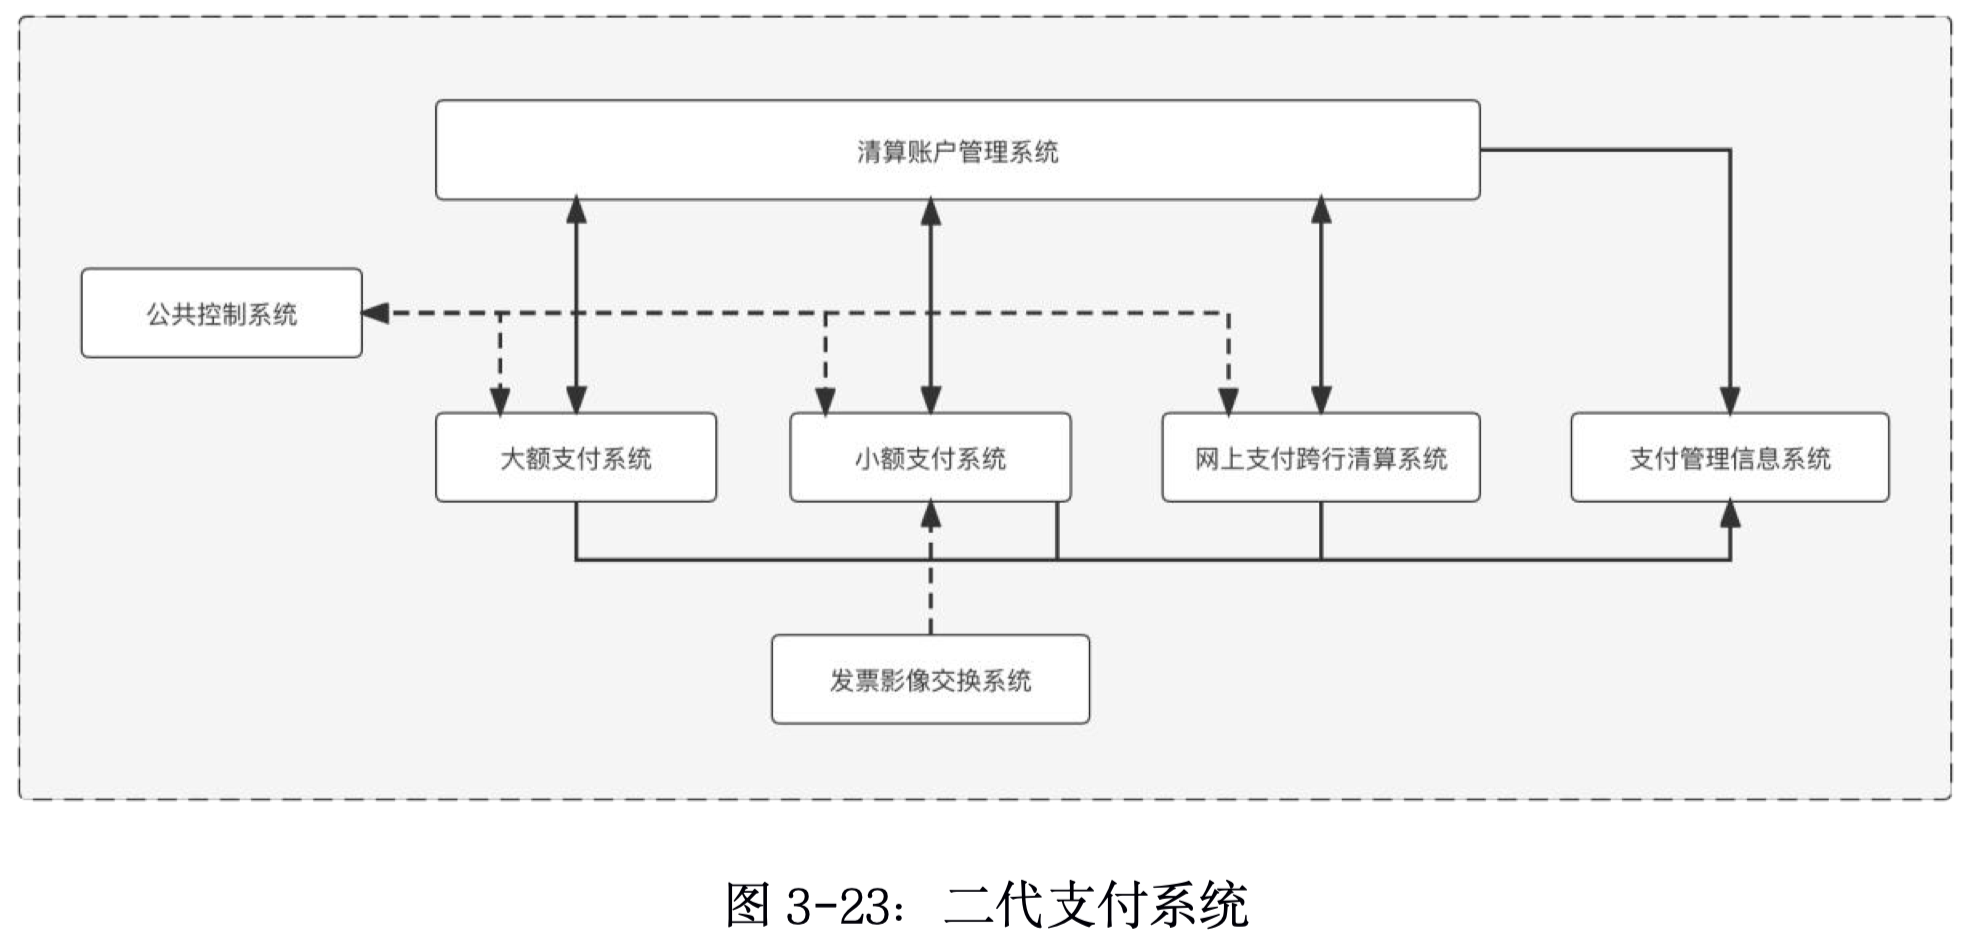 清算账户管理系统
公共控制系统
大额支付系统
小额支付系统
网上支付跨行清算系统
支付管理信息系统
发票影像交换系统
图 3-23：二代支付系统